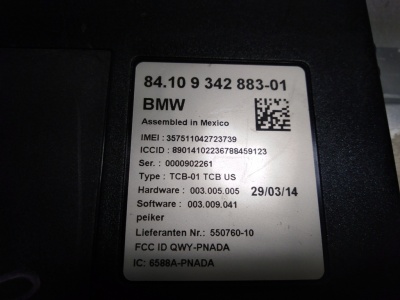 84.10 9 342 883-01
BMW
Assembled in Mexico
IMEI : 357511042723739
ICCID : 89014102236788459123
Ser. : 0000902261
Type : TCB-01 TCB US
Hardware : 003.005.005 29/03/14
Software : 003.009.041
peiker
Lieferanten Nr.: 550760-10
FCC ID QWY-PNADA
IC: 6588A-PNADA